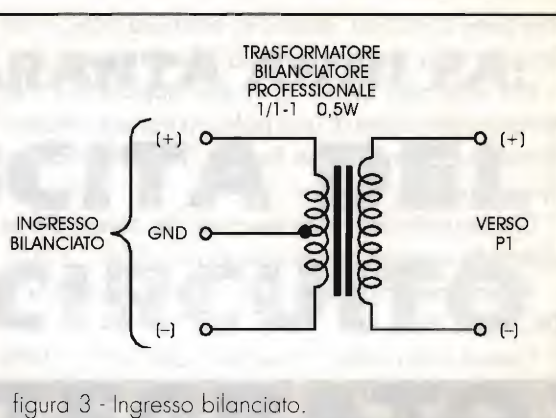 TRASFORMATORE
BILANCIATORE
PROFESSIONALE
1/1-1 0,5W
(+)
(+)
INGRESSO
BILANCIATO
GND
VERSO
P1
(-)
(-)
figura 3 - Ingresso bilanciato.